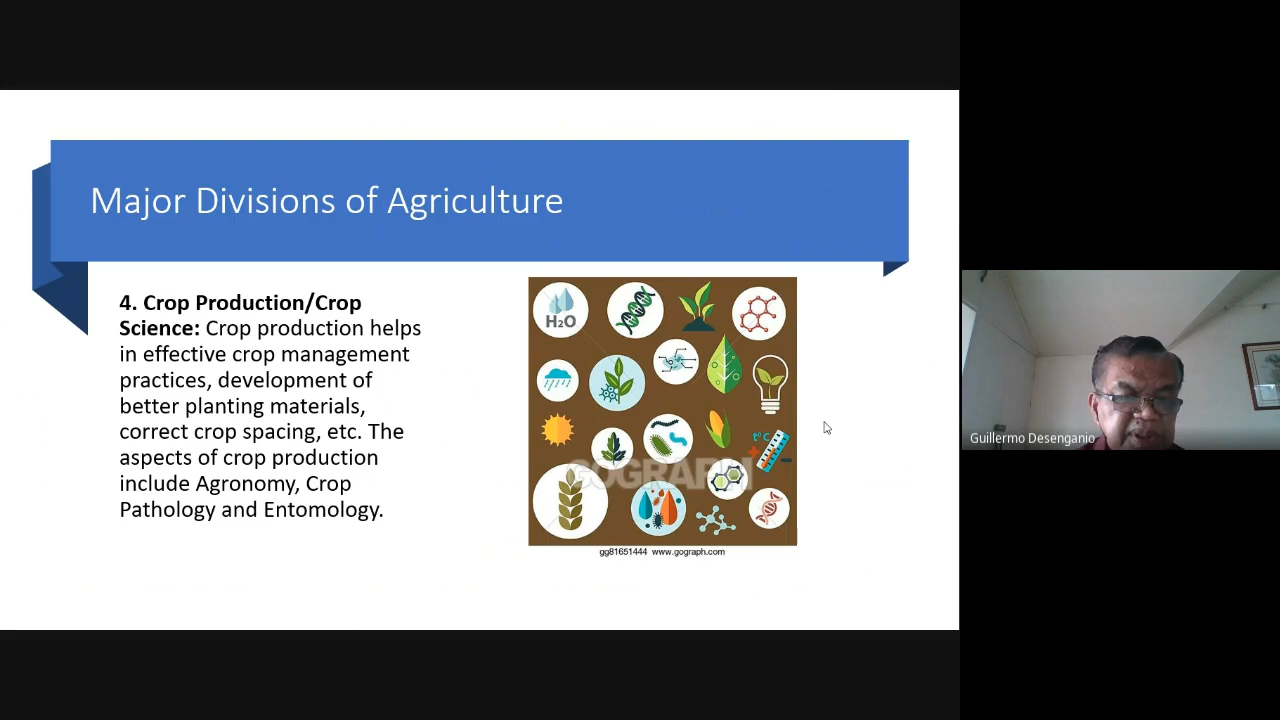 Major Divisions of Agriculture
4. Crop Production/Crop
Science: Crop production helps
in effective crop management
practices, development of
better planting materials,
correct crop spacing, etc. The
aspects of crop production
include Agronomy, Crop
Pathology and Entomology.
H₂O
t°C
GOGRAPH
gg81651444 www.gograph.com
Guillermo Desenganio